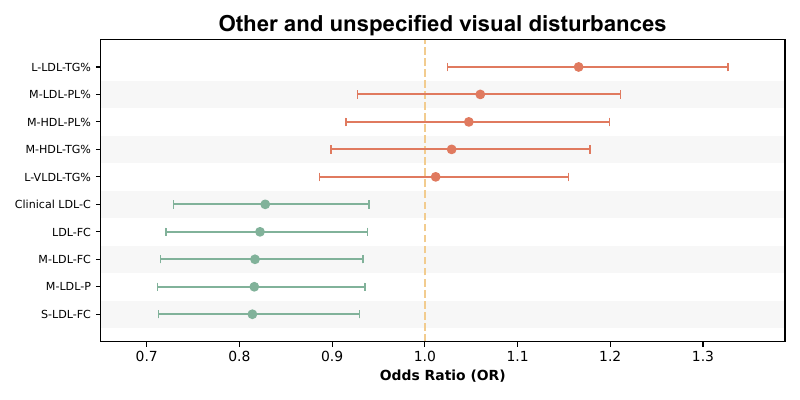 Other and unspecified visual disturbances
L-LDL-TG%
M-LDL-PL%
M-HDL-PL%
M-HDL-TG%
L-VLDL-TG%
Clinical LDL-C
LDL-FC
M-LDL-FC
M-LDL-P
S-LDL-FC
0.7 0.8 0.9 1.0 1.1 1.2 1.3
Odds Ratio (OR)